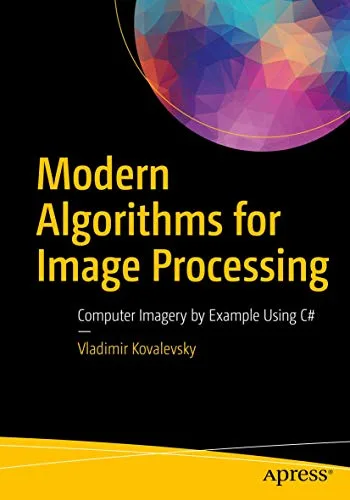 Modern
Algorithms for
Image Processing
Computer Imagery by Example Using C#
—
Vladimir Kovalevsky
Apress®